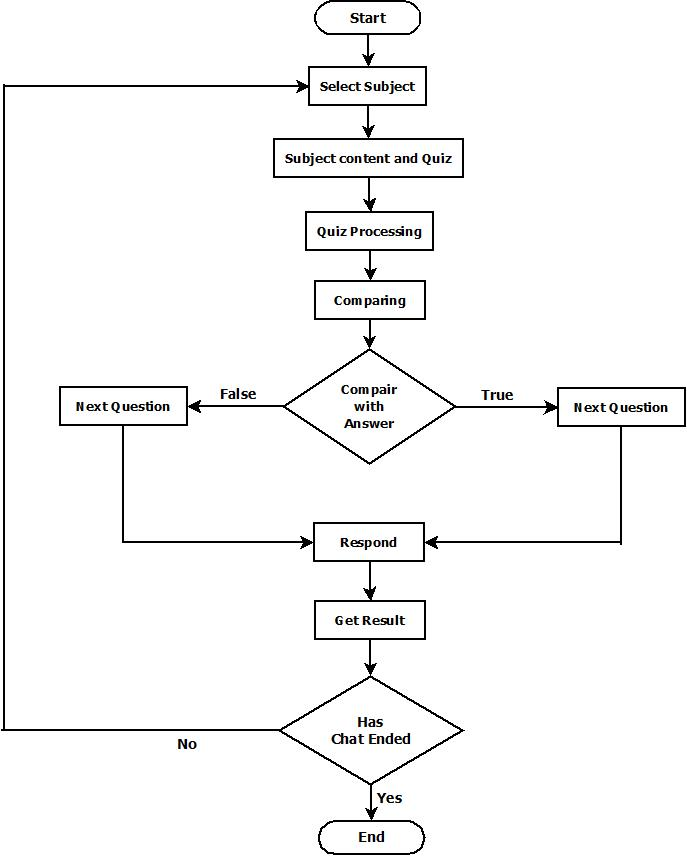 Start
Select Subject
Subject content and Quiz
Quiz Processing
Comparing
Compair
with
Answer
False
True
Next Question
Next Question
Respond
Get Result
Has
Chat Ended
No
Yes
End